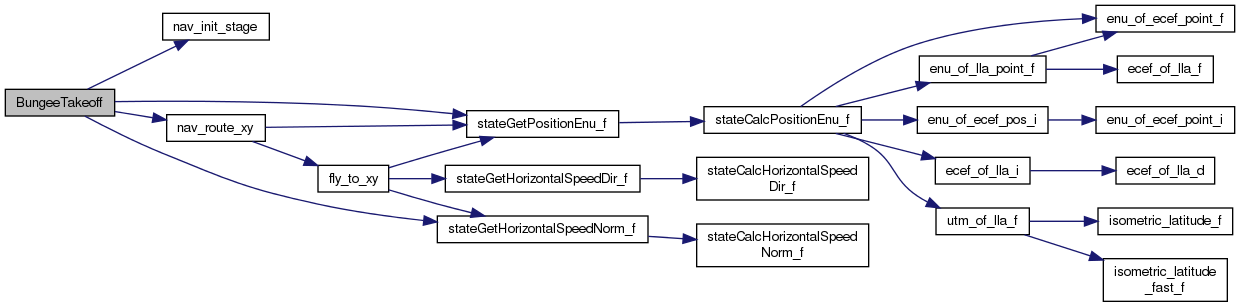 BungeeTakeoff
nav_init_stage
nav_route_xy
fly_to_xy
stateGetPositionEnu_f
stateGetHorizontalSpeedDir_f
stateGetHorizontalSpeedNorm_f
stateCalcPositionEnu_f
stateCalcHorizontalSpeed
Dir_f
stateCalcHorizontalSpeed
Norm_f
enu_of_lla_point_f
enu_of_ecef_pos_i
ecef_of_lla_i
utm_of_lla_f
enu_of_ecef_point_f
ecef_of_lla_f
enu_of_ecef_point_i
ecef_of_lla_d
isometric_latitude_f
isometric_latitude
_fast_f